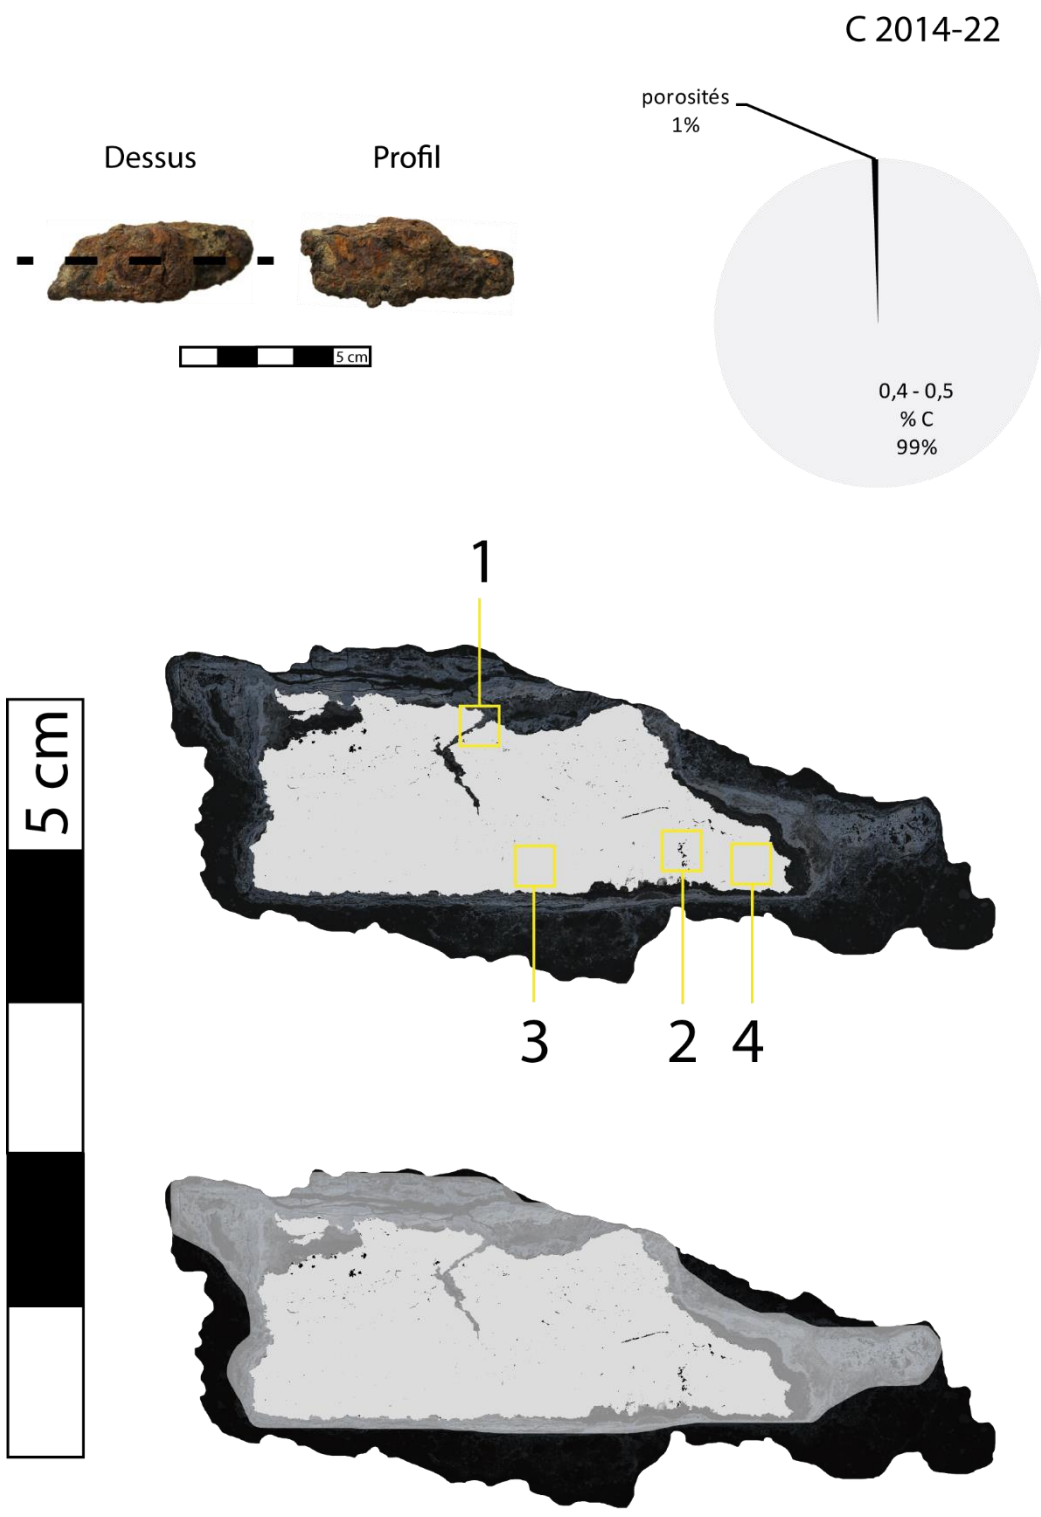 C 2014-22
porosités
1%
Dessus
Profil
5 cm
0,4 - 0,5
% C
99%
1
5 cm
3
2
4